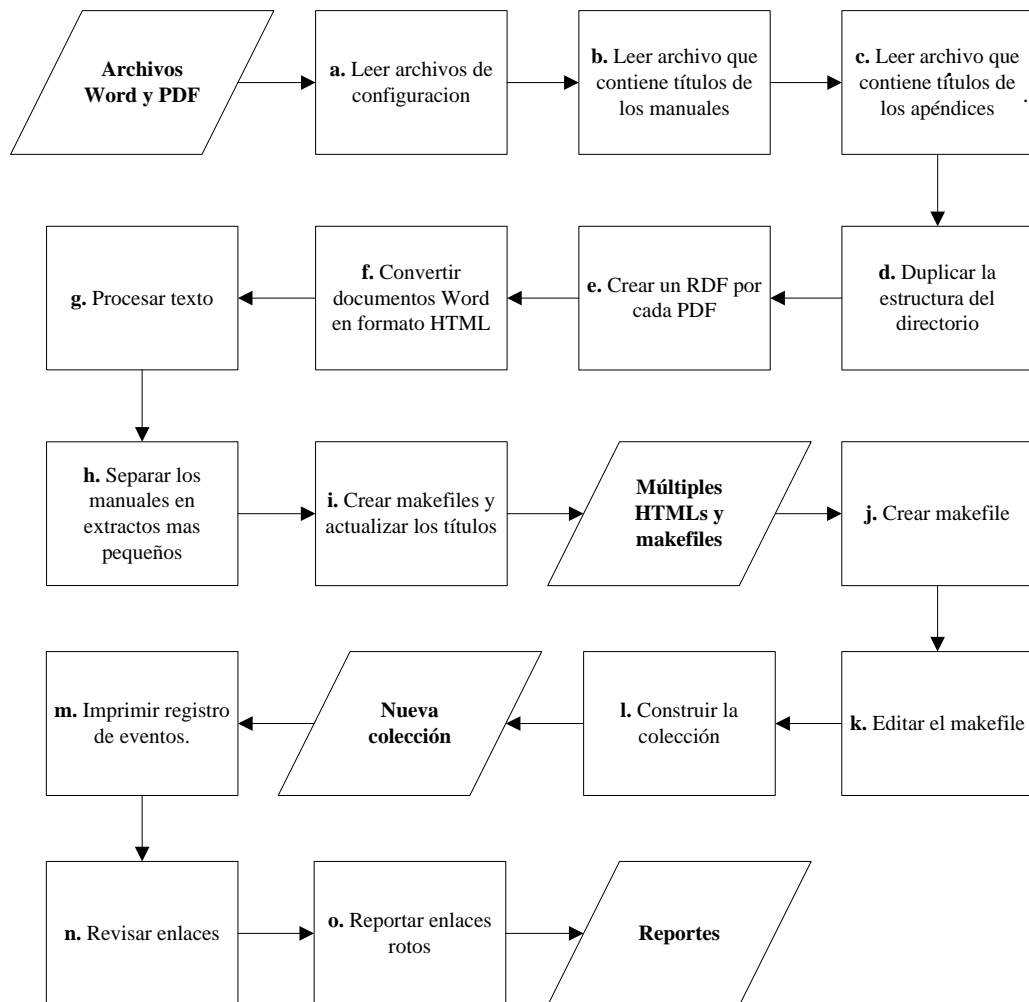 Archivos
Word y PDF
a. Leer archivos de
configuracion
b. Leer archivo que
contiene títulos de
los manuales
c. Leer archivo que
contiene títulos de
los apéndices
.
d. Duplicar la
estructura del
directorio
e. Crear un RDF por
cada PDF
f. Convertir
documentos Word
en formato HTML
g. Procesar texto
h. Separar los
manuales en
extractos mas
pequeños
i. Crear makefiles y
actualizar los títulos
Múltiples
HTMLs y
makefiles
j. Crear makefile
k. Editar el makefile
l. Construir la
colección
Nueva
colección
m. Imprimir registro
de eventos.
n. Revisar enlaces
o. Reportar enlaces
rotos
Reportes